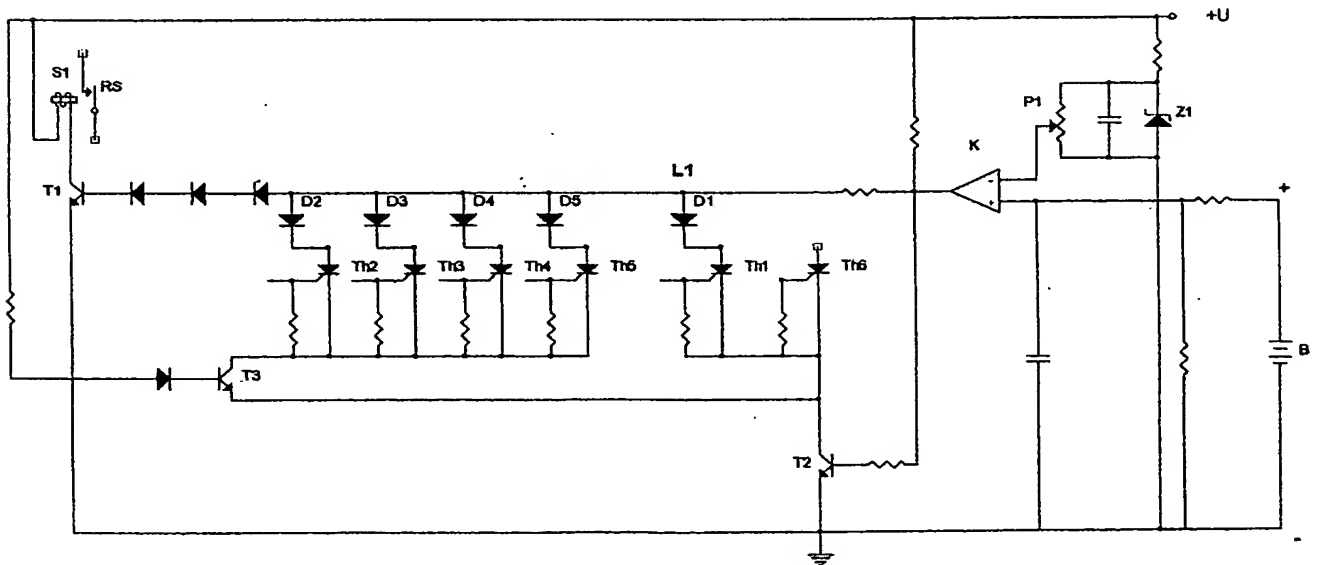 +U
S1
RS
P1
Z1
K
-
+
T1
L1
+
D2
D3
D4
D5
D1
Th2
Th3
Th4
Th5
Th1
Th6
B
T3
T2
-